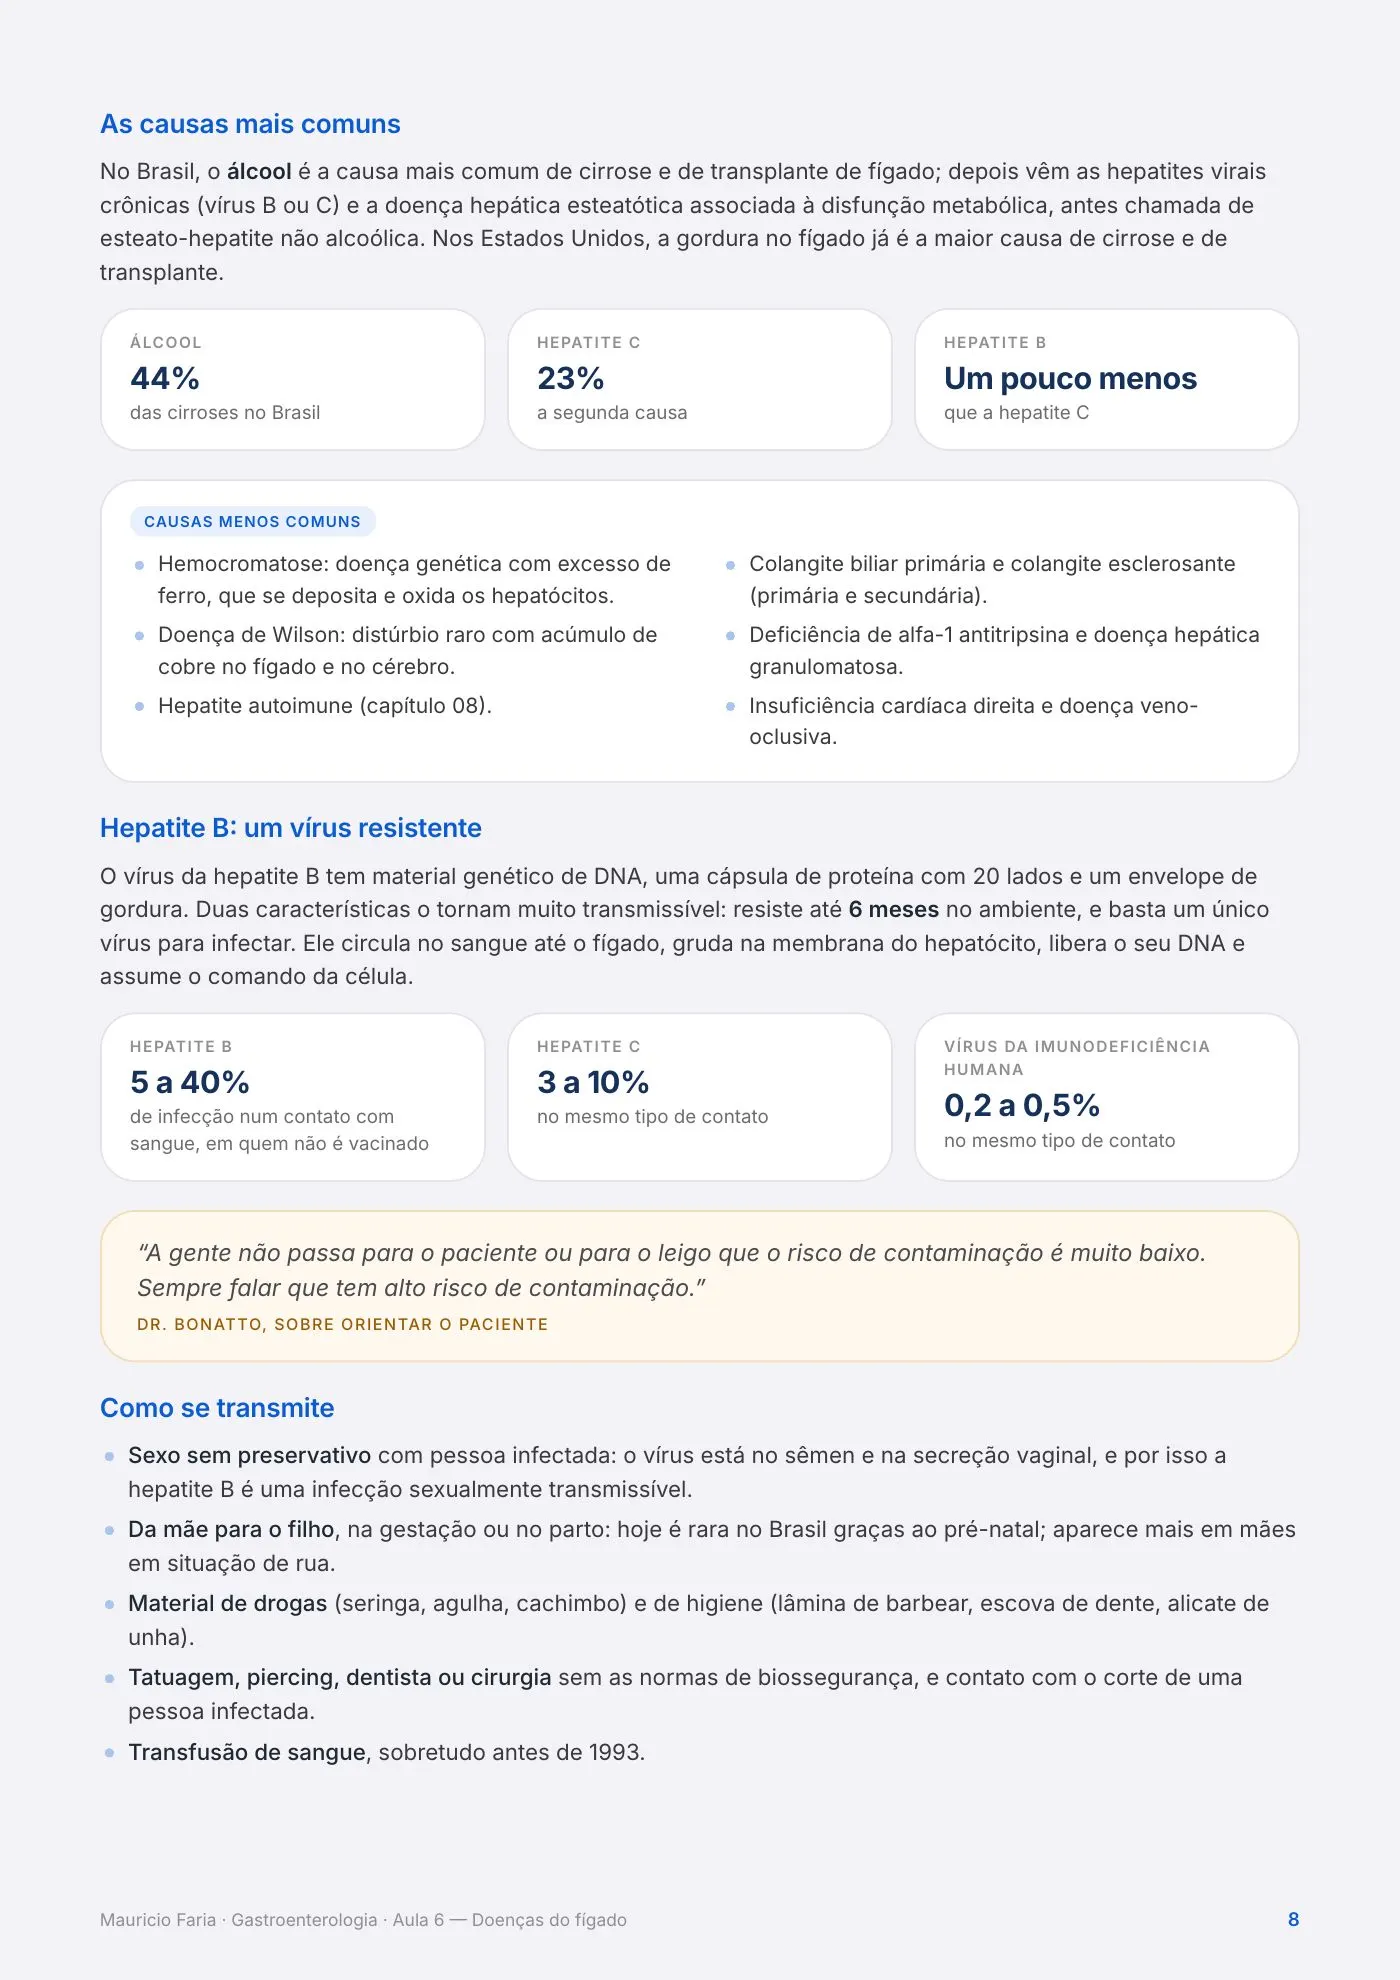 As causas mais comuns
No Brasil, o álcool é a causa mais comum de cirrose e de transplante de fígado; depois vêm as hepatites virais
crônicas (vírus B ou C) e a doença hepática esteatótica associada à disfunção metabólica, antes chamada de
esteato-hepatite não alcoólica. Nos Estados Unidos, a gordura no fígado já é a maior causa de cirrose e de
transplante.
ÁLCOOL
44%
das cirroses no Brasil
HEPATITE C
23%
a segunda causa
HEPATITE B
Um pouco menos
que a hepatite C
CAUSAS MENOS COMUNS
Hemocromatose: doença genética com excesso de
ferro, que se deposita e oxida os hepatócitos.
Doença de Wilson: distúrbio raro com acúmulo de
cobre no fígado e no cérebro.
Hepatite autoimune (capítulo 08).
Colangite biliar primária e colangite esclerosante
(primária e secundária).
Deficiência de alfa-1 antitripsina e doença hepática
granulomatosa.
Insuficiência cardíaca direita e doença veno-
oclusiva.
Hepatite B: um vírus resistente
O vírus da hepatite B tem material genético de DNA, uma cápsula de proteína com 20 lados e um envelope de
gordura. Duas características o tornam muito transmissível: resiste até 6 meses no ambiente, e basta um único
vírus para infectar. Ele circula no sangue até o fígado, gruda na membrana do hepatócito, libera o seu DNA e
assume o comando da célula.
HEPATITE B
5 a 40%
de infecção num contato com
sangue, em quem não é vacinado
HEPATITE C
3 a 10%
no mesmo tipo de contato
VÍRUS DA IMUNODEFICIÊNCIA
HUMANA
0,2 a 0,5%
no mesmo tipo de contato
“A gente não passa para o paciente ou para o leigo que o risco de contaminação é muito baixo.
Sempre falar que tem alto risco de contaminação.”
DR. BONATTO, SOBRE ORIENTAR O PACIENTE
Como se transmite
Sexo sem preservativo com pessoa infectada: o vírus está no sêmen e na secreção vaginal, e por isso a
hepatite B é uma infecção sexualmente transmissível.
Da mãe para o filho, na gestação ou no parto: hoje é rara no Brasil graças ao pré-natal; aparece mais em mães
em situação de rua.
Material de drogas (seringa, agulha, cachimbo) e de higiene (lâmina de barbear, escova de dente, alicate de
unha).
Tatuagem, piercing, dentista ou cirurgia sem as normas de biossegurança, e contato com o corte de uma
pessoa infectada.
Transfusão de sangue, sobretudo antes de 1993.
Mauricio Faria · Gastroenterologia · Aula 6 — Doenças do fígado
8